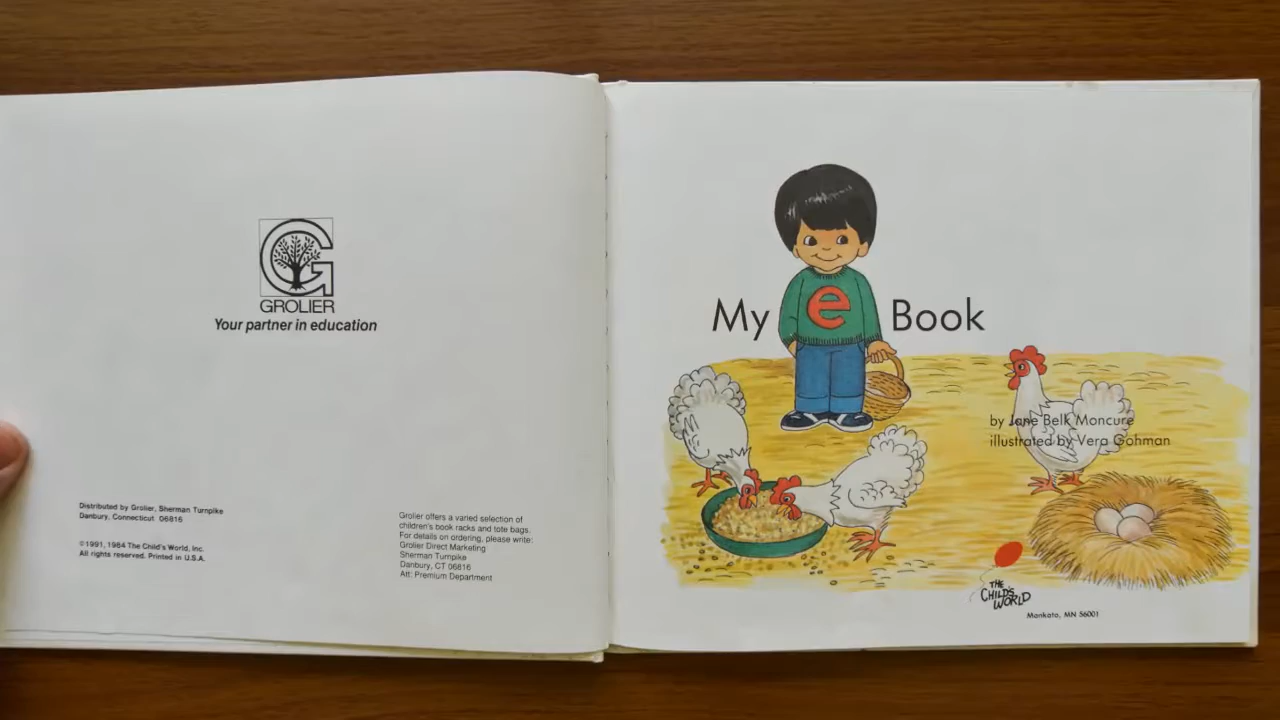 GROLIER
Your partner in education
Distributed by Grolier, Sherman Turnpike
Danbury, Connecticut 06816
©1991, 1984 The Child's World, Inc.
All rights reserved. Printed in U.S.A.
Grolier offers a varied selection of
children's book racks and tote bags.
For details on ordering, please write:
Grolier Direct Marketing
Sherman Turnpike
Danbury, CT 06816
Att: Premium Department
My e Book
by Jane Belk Moncure
illustrated by Vera Gohman
THE
CHILD'S
WORLD
Mankato, MN 56001